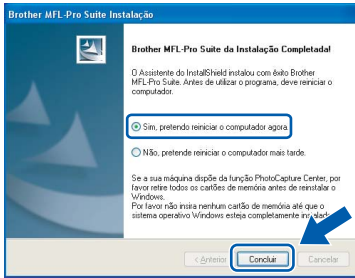 Brother MFL-Pro Suite Instalação
Brother MFL-Pro Suite da Instalação Completada!
O Assistente do InstallShield instalou com êxito Brother
MFL-Pro Suite. Antes de utilizar o programa, deve reiniciar o
computador.
Sim, pretendo reiniciar o computador agora.
Não, pretende reiniciar o computador mais tarde.
Se a sua máquina dispõe da função PhotoCapture Center, por
favor retire todos os cartões de memória antes de reinstalar o
Windows.
Por favor não insira nenhum cartão de memória até que o
sistema operativo Windows esteja completamente
< Anterior
Concluir
Cancelar